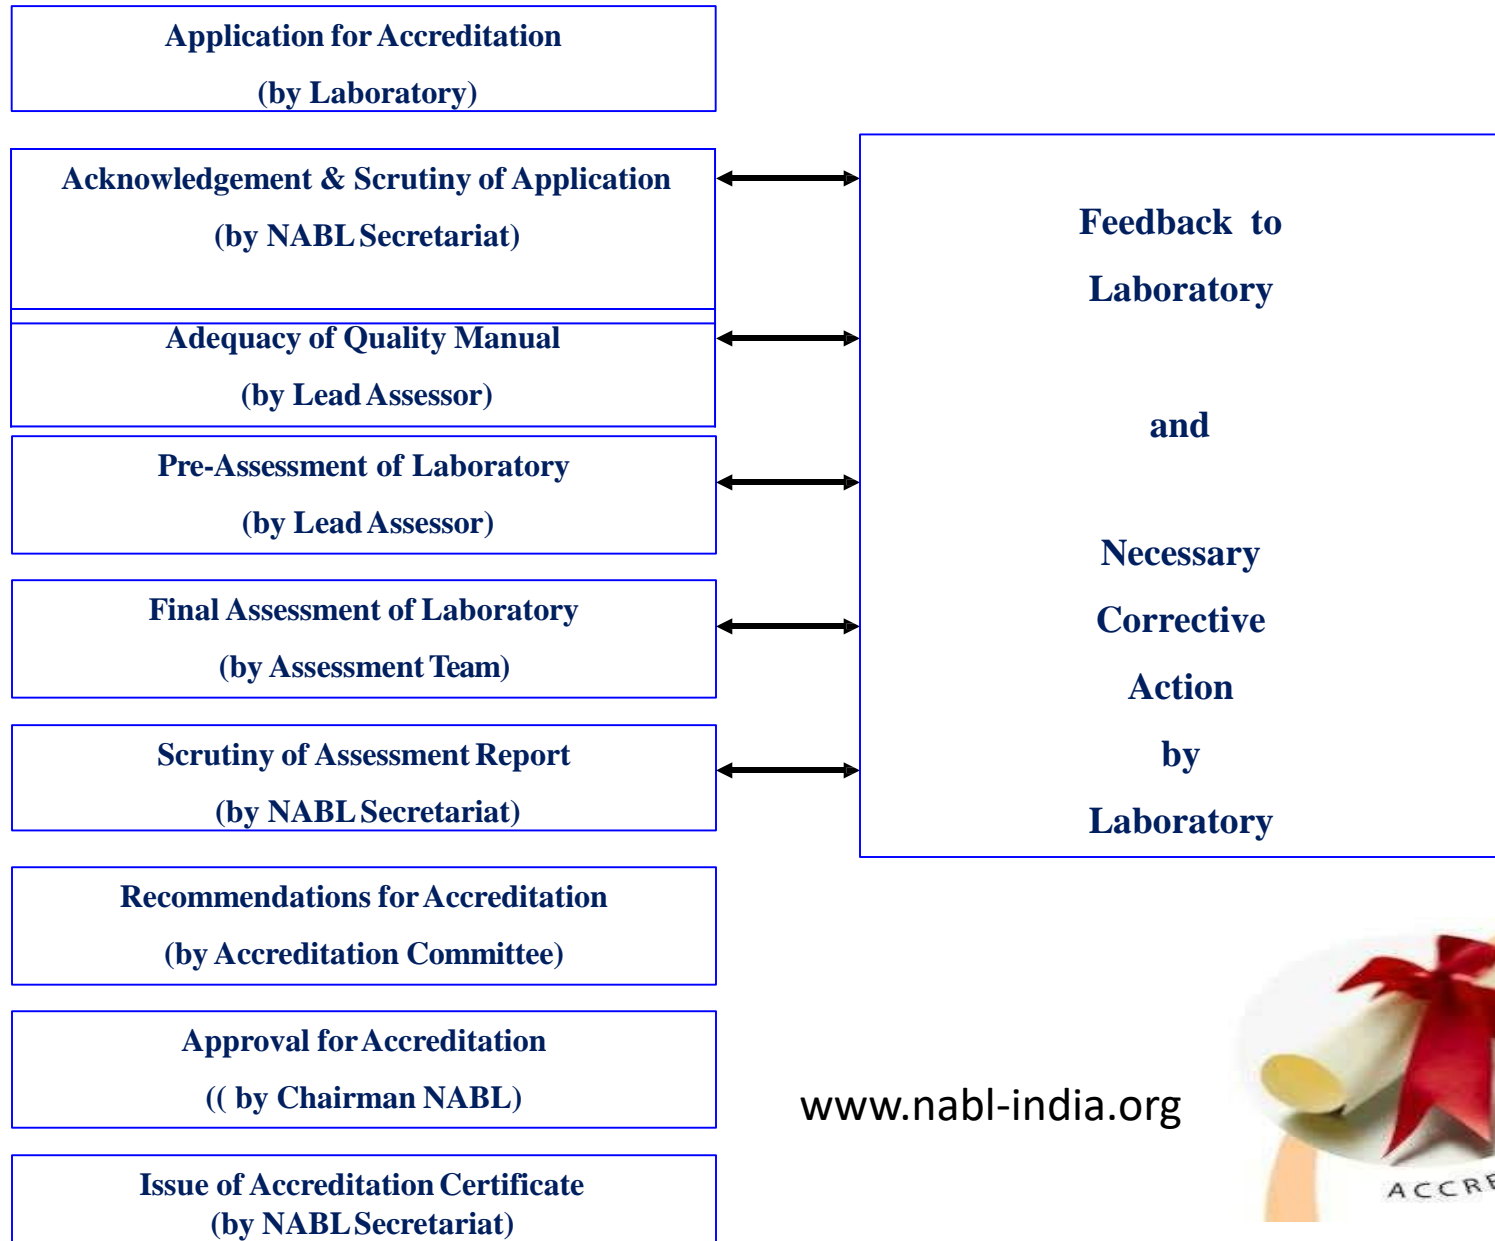 Application for Accreditation
(by Laboratory)
Acknowledgement & Scrutiny of Application
(by NABL Secretariat)
Adequacy of Quality Manual
(by Lead Assessor)
Pre-Assessment of Laboratory
(by Lead Assessor)
Final Assessment of Laboratory
(by Assessment Team)
Scrutiny of Assessment Report
(by NABL Secretariat)
Recommendations for Accreditation
(by Accreditation Committee)
Approval for Accreditation
(( by Chairman NABL)
Issue of Accreditation Certificate
(by NABL Secretariat)
Feedback to
Laboratory
and
Necessary
Corrective
Action
by
Laboratory
www.nabl-india.org